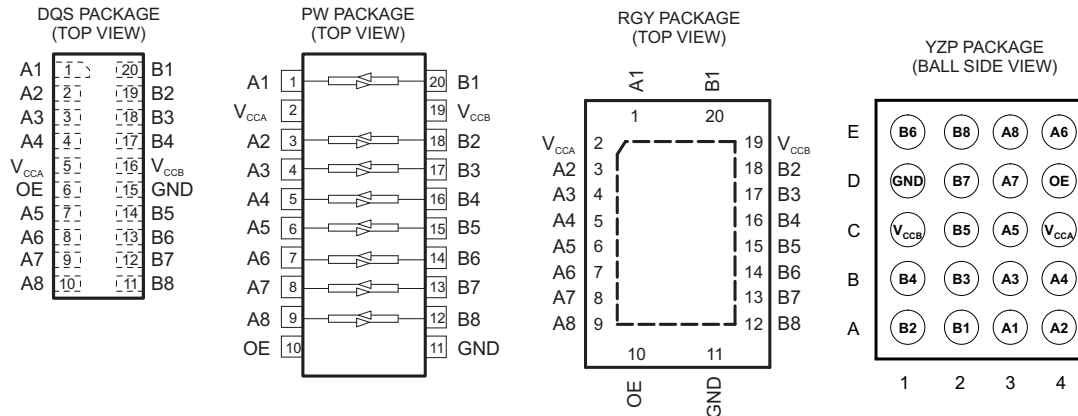 DQS PACKAGE
(TOP VIEW)
A1 1 20 B1
A2 2 19 B2
A3 3 18 B3
A4 4 17 B4
VCCA 5 16 VCCB
OE 6 15 GND
A5 7 14 B5
A6 8 13 B6
A7 9 12 B7
A8 10 11 B8
PW PACKAGE
(TOP VIEW)
A1 1 20 B1
VCCA 2 19 VCCB
A2 3 18 B2
A3 4 17 B3
A4 5 16 B4
A5 6 15 B5
A6 7 14 B6
A7 8 13 B7
A8 9 12 B8
OE 10 11 GND
RGY PACKAGE
(TOP VIEW)
A1 B1
1 20
VCCA 2 19 VCCB
A2 3 18 B2
A3 4 17 B3
A4 5 16 B4
A5 6 15 B5
A6 7 14 B6
A7 8 13 B7
A8 9 12 B8
10 11
OE GND
YZP PACKAGE
(BALL SIDE VIEW)
E B6 B8 A8 A6
D GND B7 A7 OE
C VCCB B5 A5 VCCA
B B4 B3 A3 A4
A B2 B1 A1 A2
1 2 3 4